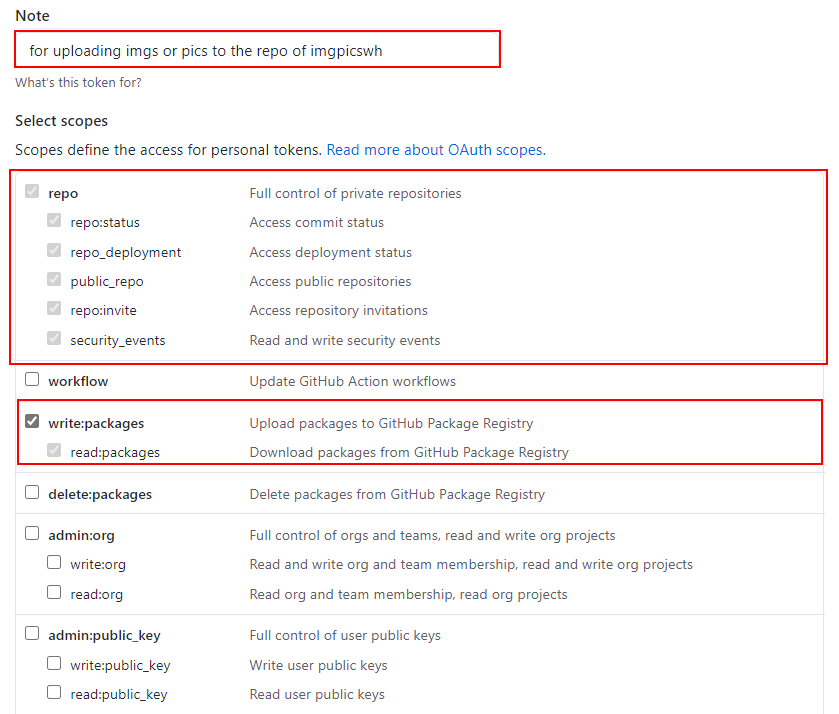 Note
for uploading imgs or pics to the repo of imgpicswh
What's this token for?
Select scopes
Scopes define the access for personal tokens. Read more about OAuth scopes.
repo Full control of private repositories
repo:status Access commit status
repo_deployment Access deployment status
public_repo Access public repositories
repo:invite Access repository invitations
security_events Read and write security events
workflow Update GitHub Action workflows
write:packages Upload packages to GitHub Package Registry
read:packages Download packages from GitHub Package Registry
delete:packages Delete packages from GitHub Package Registry
admin:org Full control of orgs and teams, read and write org projects
write:org Read and write org and team membership, read and write org projects
read:org Read org and team membership, read org projects
admin:public_key Full control of user public keys
write:public_key Write user public keys
read:public_key Read user public keys